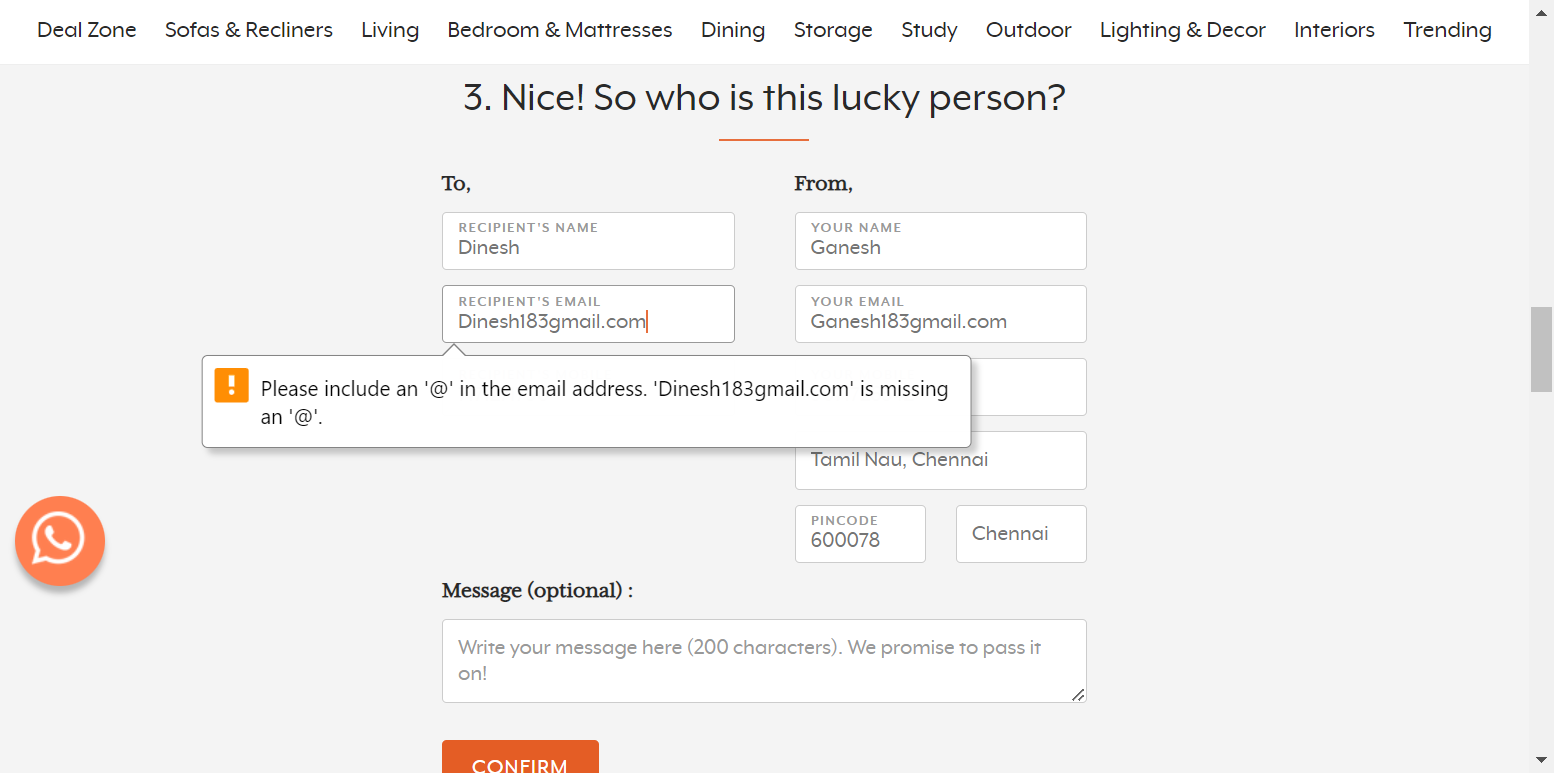 Deal Zone Sofas & Recliners Living Bedroom & Mattresses Dining Storage Study Outdoor Lighting & Decor Interiors Trending
3. Nice! So who is this lucky person?
To,
From,
RECIPIENT'S NAME
Dinesh
YOUR NAME
Ganesh
RECIPIENT'S EMAIL
Dinesh183gmail.com
YOUR EMAIL
Ganesh183gmail.com
Please include an '@' in the email address. 'Dinesh183gmail.com' is missing
an '@'.
Tamil Nau, Chennai
PINCODE
600078
Chennai
Message (optional) :
Write your message here (200 characters). We promise to pass it
on!
CONFIRM